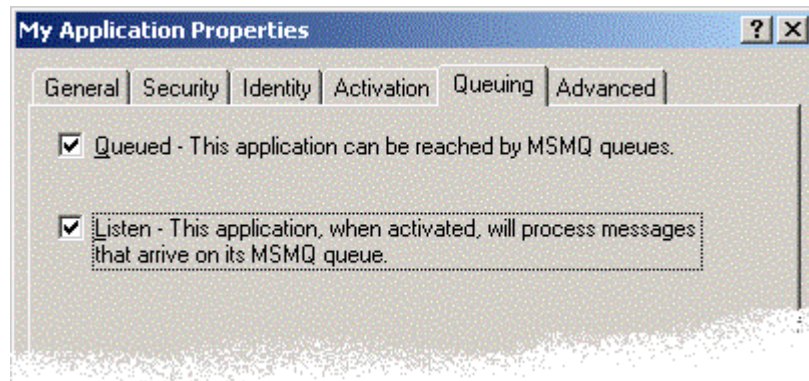 My Application Properties
General Security Identity Activation Queuing Advanced
Queued - This application can be reached by MSMQ queues.
Listen - This application, when activated, will process messages
that arrive on its MSMQ queue.